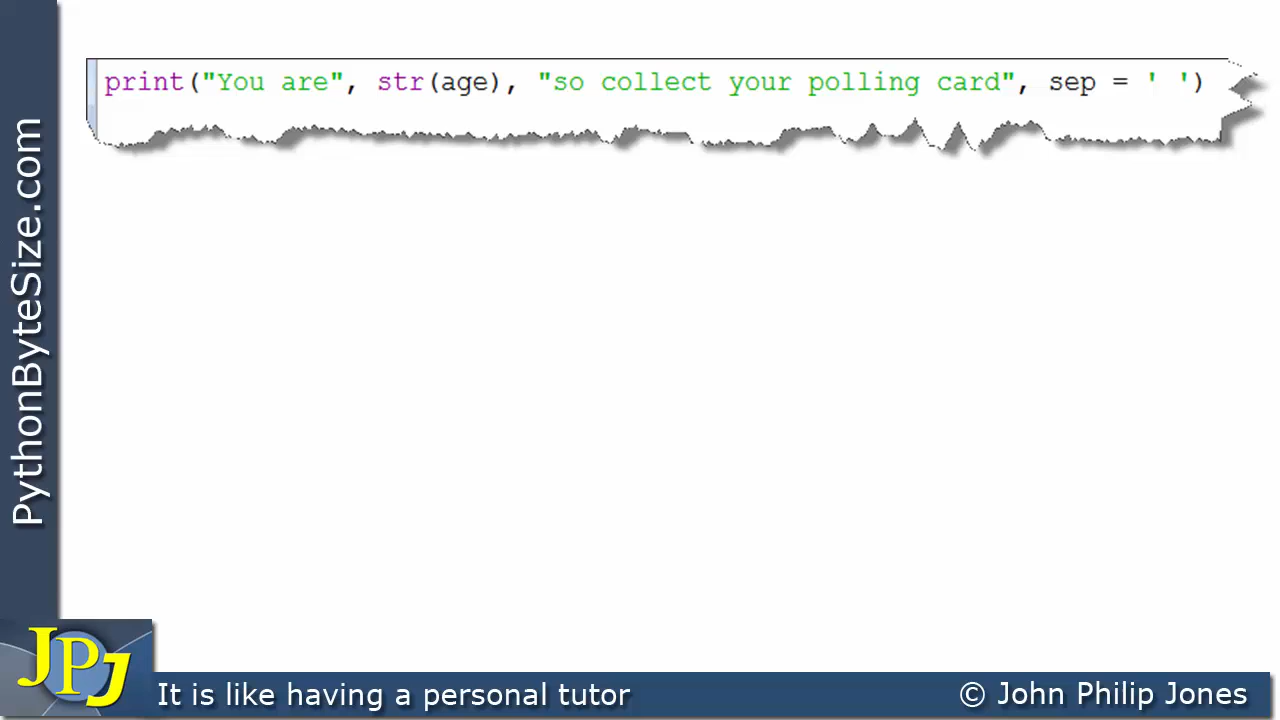 print("You are", str(age), "so collect your polling card", sep = ' ')
PythonByteSize.com
JPJ
It is like having a personal tutor
© John Philip Jones